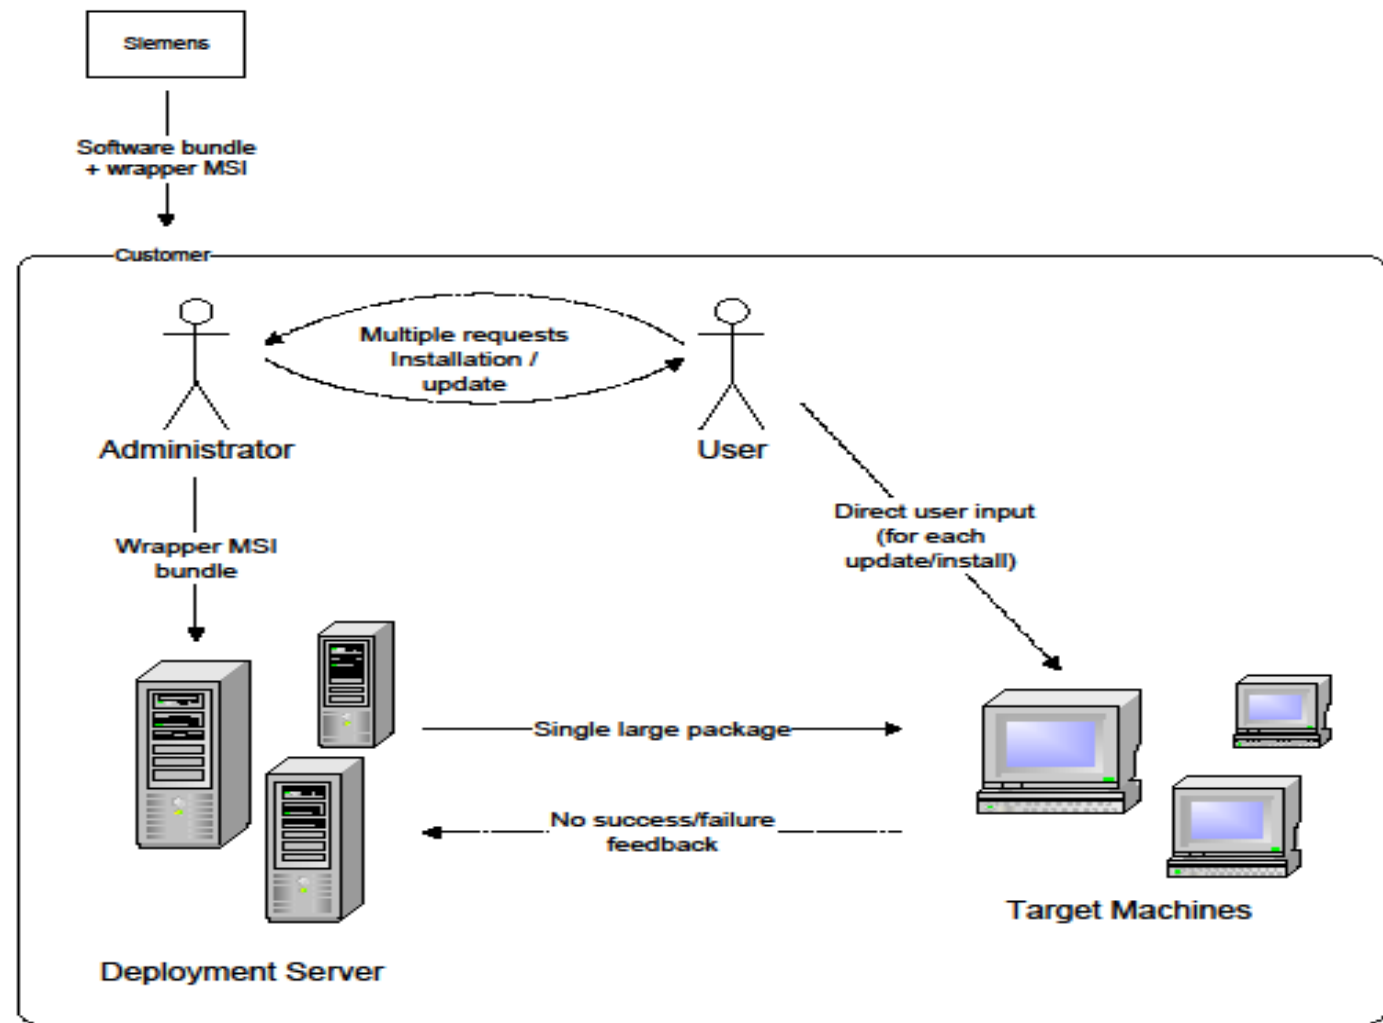 Siemens
Software bundle
+ wrapper MSI
Customer
Multiple requests
Installation /
update
Administrator
User
Direct user input
(for each
update/install)
Wrapper MSI
bundle
Single large package
No success/failure
feedback
Target Machines
Deployment Server